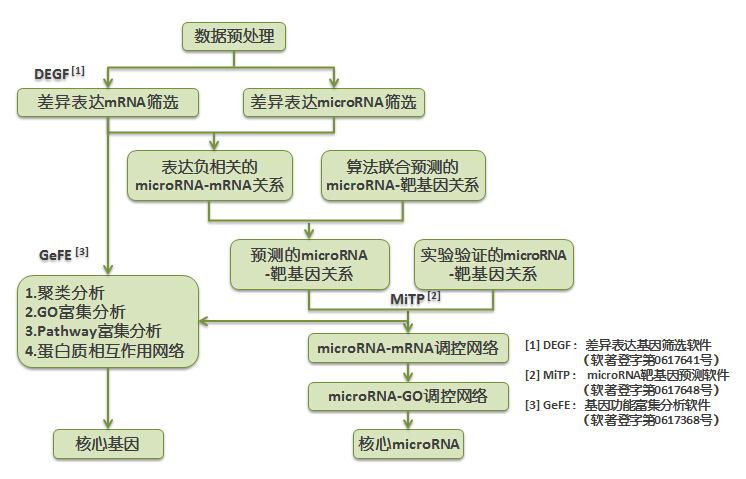 数据预处理
DEGF [1]
差异表达mRNA筛选
差异表达microRNA筛选
表达负相关的
microRNA-mRNA关系
算法联合预测的
microRNA-靶基因关系
GeFE [3]
预测的microRNA
-靶基因关系
实验验证的microRNA
-靶基因关系
MiTP [2]
1.聚类分析
2.GO富集分析
3.Pathway富集分析
4.蛋白质相互作用网络
microRNA-mRNA调控网络
microRNA-GO调控网络
核心基因
核心microRNA
[1] DEGF： 差异表达基因筛选软件
（软著登字第0617641号）
[2] MiTP： microRNA靶基因预测软件
（软著登字第0617648号）
[3] GeFE： 基因功能富集分析软件
（软著登字第0617368号）